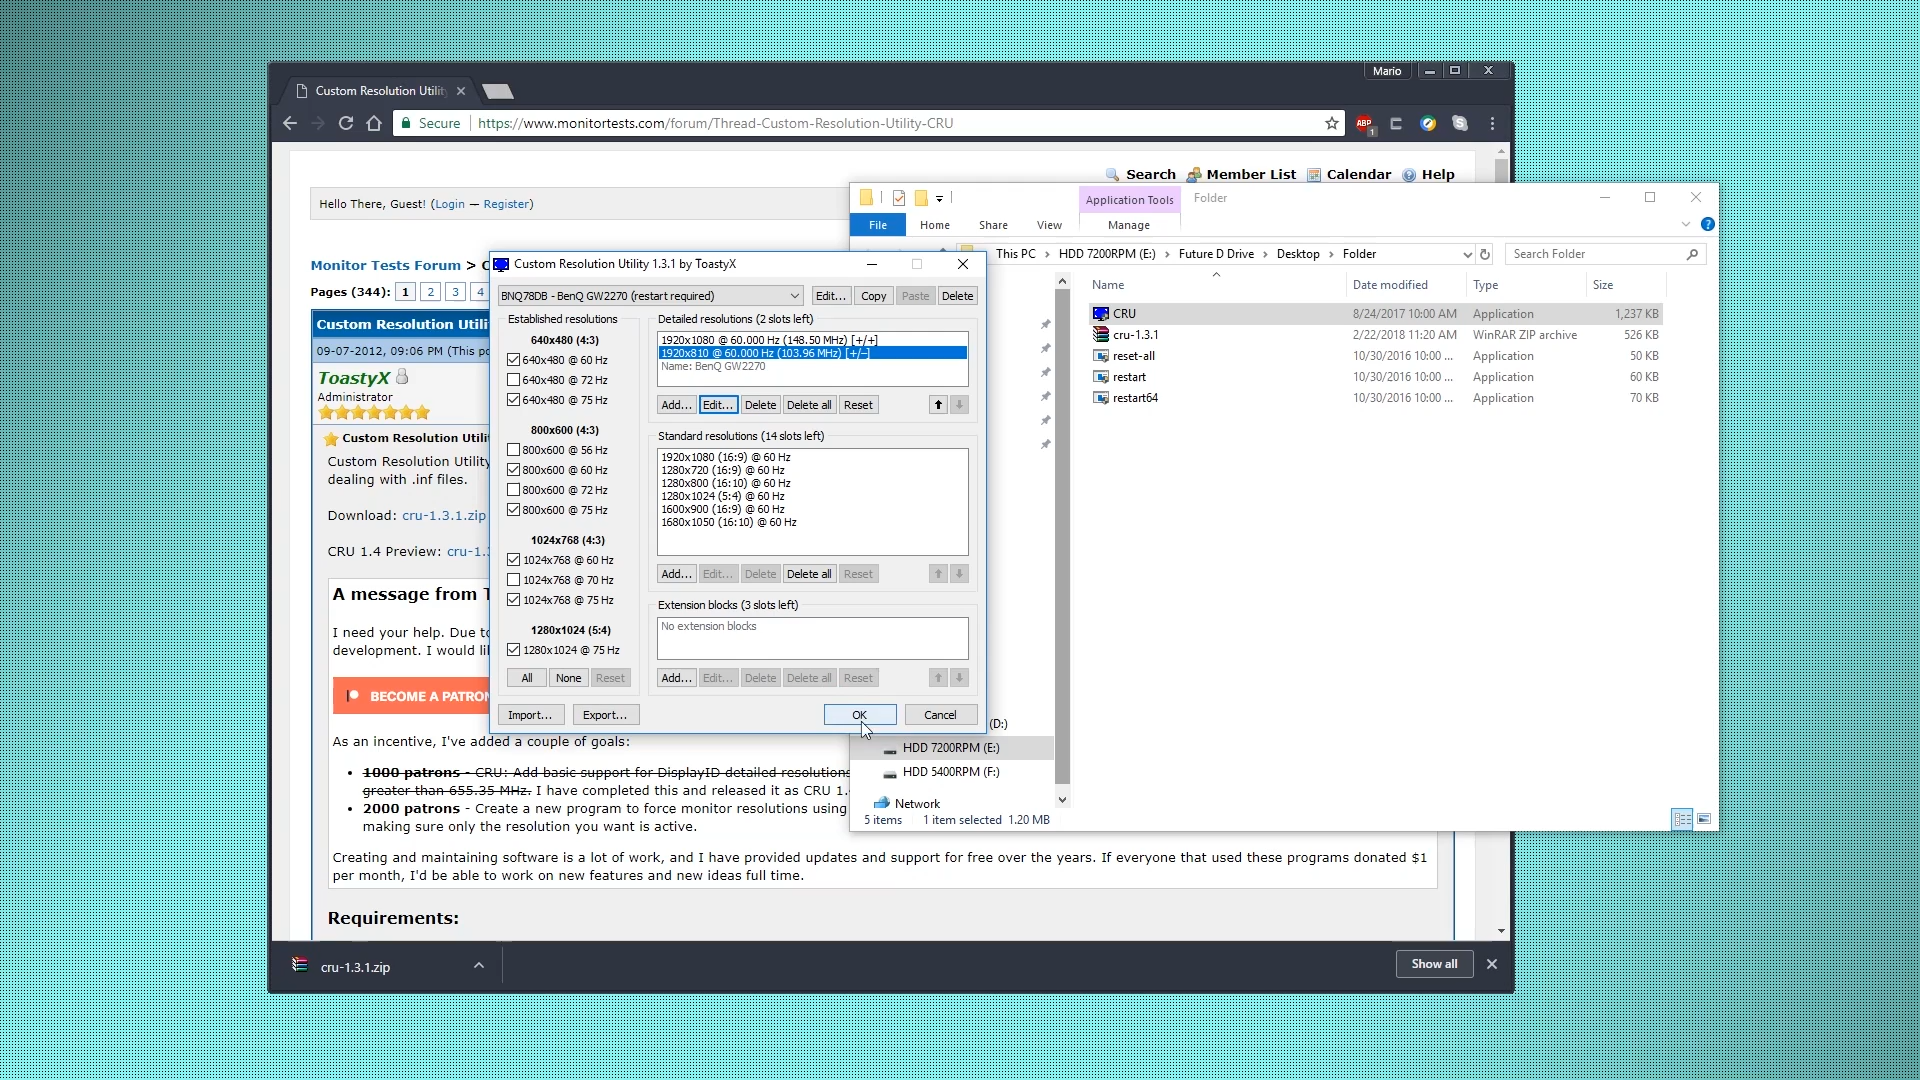 Mario
Custom Resolution Utilit
Secure
https://www.monitortests.com/forum/Thread-Custom-Resolution-Utility-CRU
ABP
1
Search
Member List
Calendar
Help
Hello There, Guest! (Login — Register)
Monitor Tests Forum > C
Pages (344): 1 2 3 4
Custom Resolution Utili
09-07-2012, 09:06 PM (This po
ToastyX
Administrator
Custom Resolution Utili
Custom Resolution Utility
dealing with .inf files.
Download: cru-1.3.1.zip
CRU 1.4 Preview: cru-1.
A message from T
I need your help. Due to
development. I would lik
BECOME A PATRON
As an incentive, I've added a couple of goals:
• 1000 patrons - CRU: Add basic support for DisplayID detailed resolutions
greater than 655.35 MHz. I have completed this and released it as CRU 1.
• 2000 patrons - Create a new program to force monitor resolutions using
making sure only the resolution you want is active.
Creating and maintaining software is a lot of work, and I have provided updates and support for free over the years. If everyone that used these programs donated $1
per month, I'd be able to work on new features and new ideas full time.
Requirements:
cru-1.3.1.zip
Show all
Custom Resolution Utility 1.3.1 by ToastyX
BNQ78DB - BenQ GW2270 (restart required)
Edit... Copy Paste Delete
Established resolutions
640x480 (4:3)
640x480 @ 60 Hz
640x480 @ 72 Hz
640x480 @ 75 Hz
800x600 (4:3)
800x600 @ 56 Hz
800x600 @ 60 Hz
800x600 @ 72 Hz
800x600 @ 75 Hz
1024x768 (4:3)
1024x768 @ 60 Hz
1024x768 @ 70 Hz
1024x768 @ 75 Hz
1280x1024 (5:4)
1280x1024 @ 75 Hz
All None Reset
Detailed resolutions (2 slots left)
1920x1080 @ 60.000 Hz (148.50 MHz) [+/+]
1920x810 @ 60.000 Hz (103.96 MHz) [+/-]
Name: BenQ GW2270
Add... Edit... Delete Delete all Reset
Standard resolutions (14 slots left)
1920x1080 (16:9) @ 60 Hz
1280x720 (16:9) @ 60 Hz
1280x800 (16:10) @ 60 Hz
1280x1024 (5:4) @ 60 Hz
1600x900 (16:9) @ 60 Hz
1680x1050 (16:10) @ 60 Hz
Add... Edit... Delete Delete all Reset
Extension blocks (3 slots left)
No extension blocks
Add... Edit... Delete Delete all Reset
Import... Export... OK Cancel
Application Tools
Folder
File Home Share View Manage
This PC > HDD 7200RPM (E:) > Future D Drive > Desktop > Folder
Search Folder
Name Date modified Type Size
CRU 8/24/2017 10:00 AM Application 1,237 KB
cru-1.3.1 2/22/2018 11:20 AM WinRAR ZIP archive 526 KB
reset-all 10/30/2016 10:00 ... Application 50 KB
restart 10/30/2016 10:00 ... Application 60 KB
restart64 10/30/2016 10:00 ... Application 70 KB
(D:)
HDD 7200RPM (E:)
HDD 5400RPM (F:)
Network
5 items 1 item selected 1.20 MB